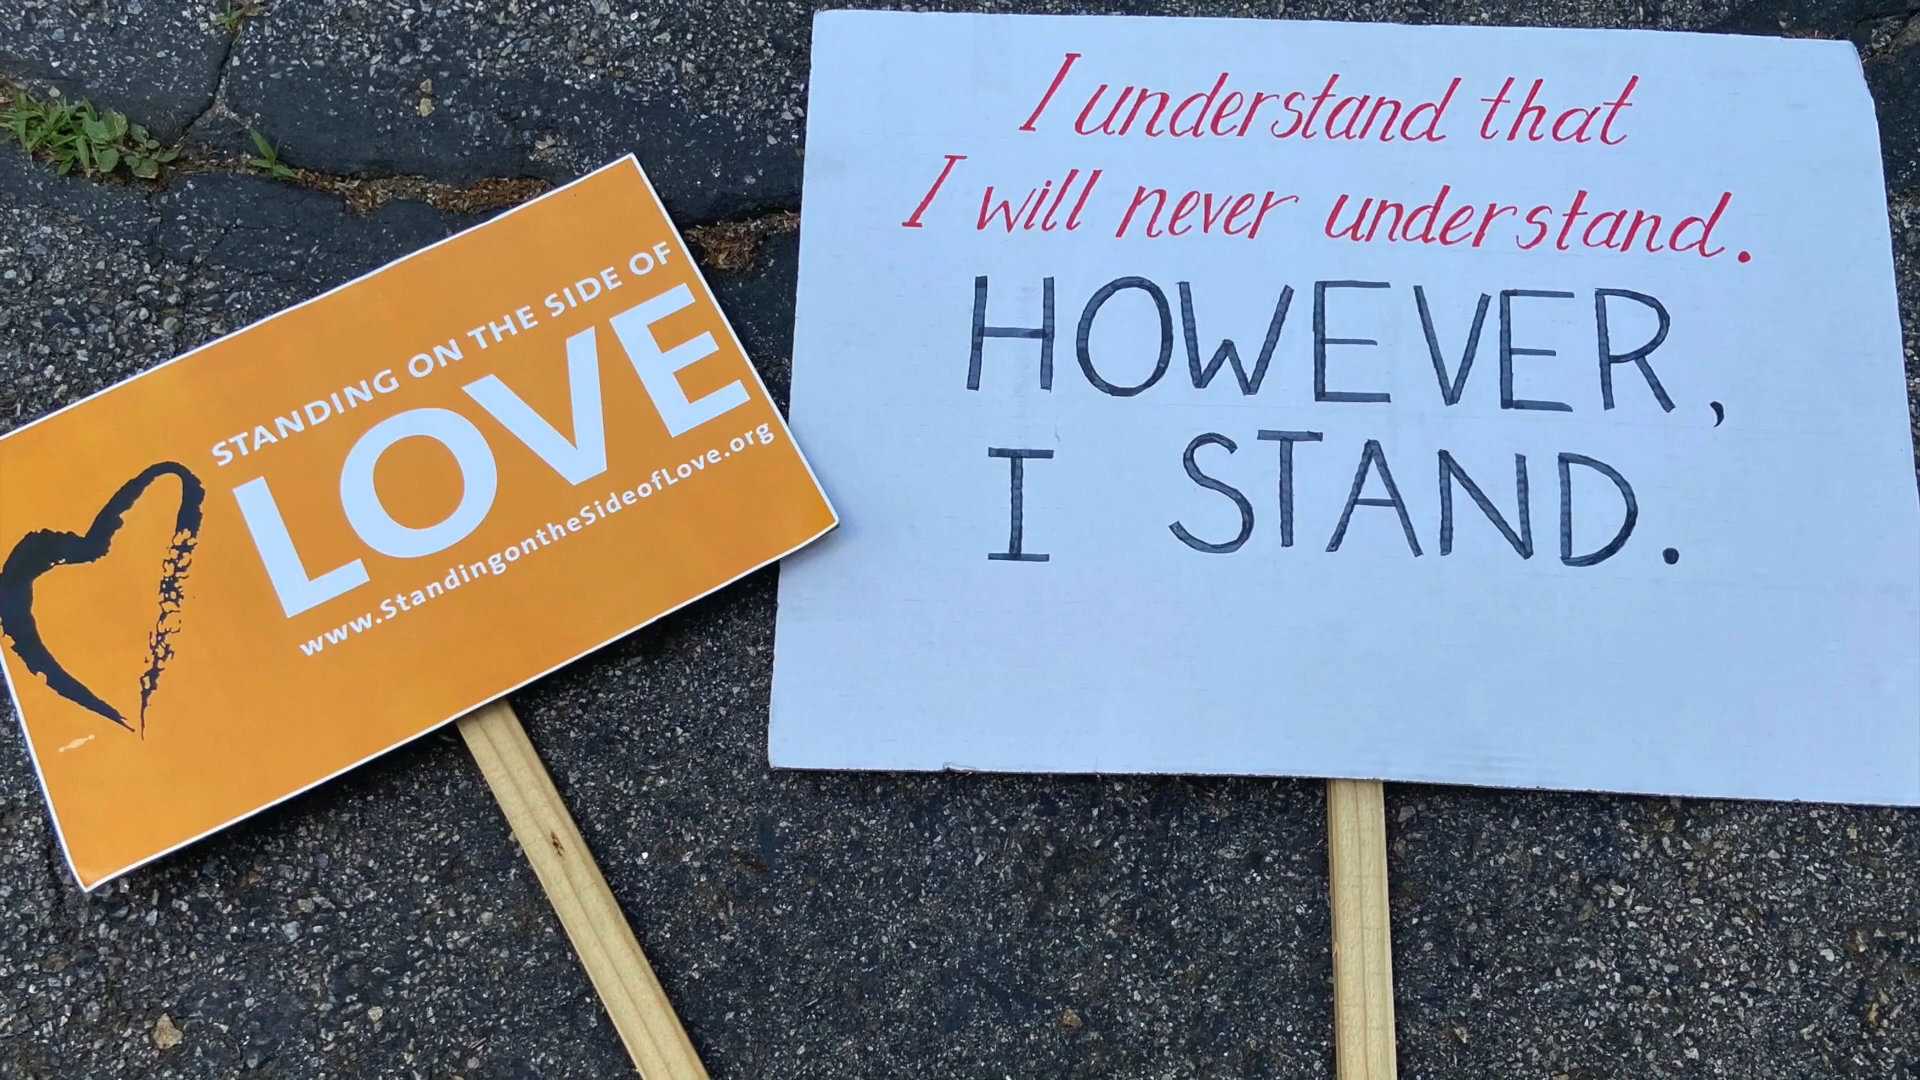 STANDING ON THE SIDE OF
LOVE
www.StandingontheSideofLove.org
I understand that
I will never understand.
HOWEVER,
I STAND.